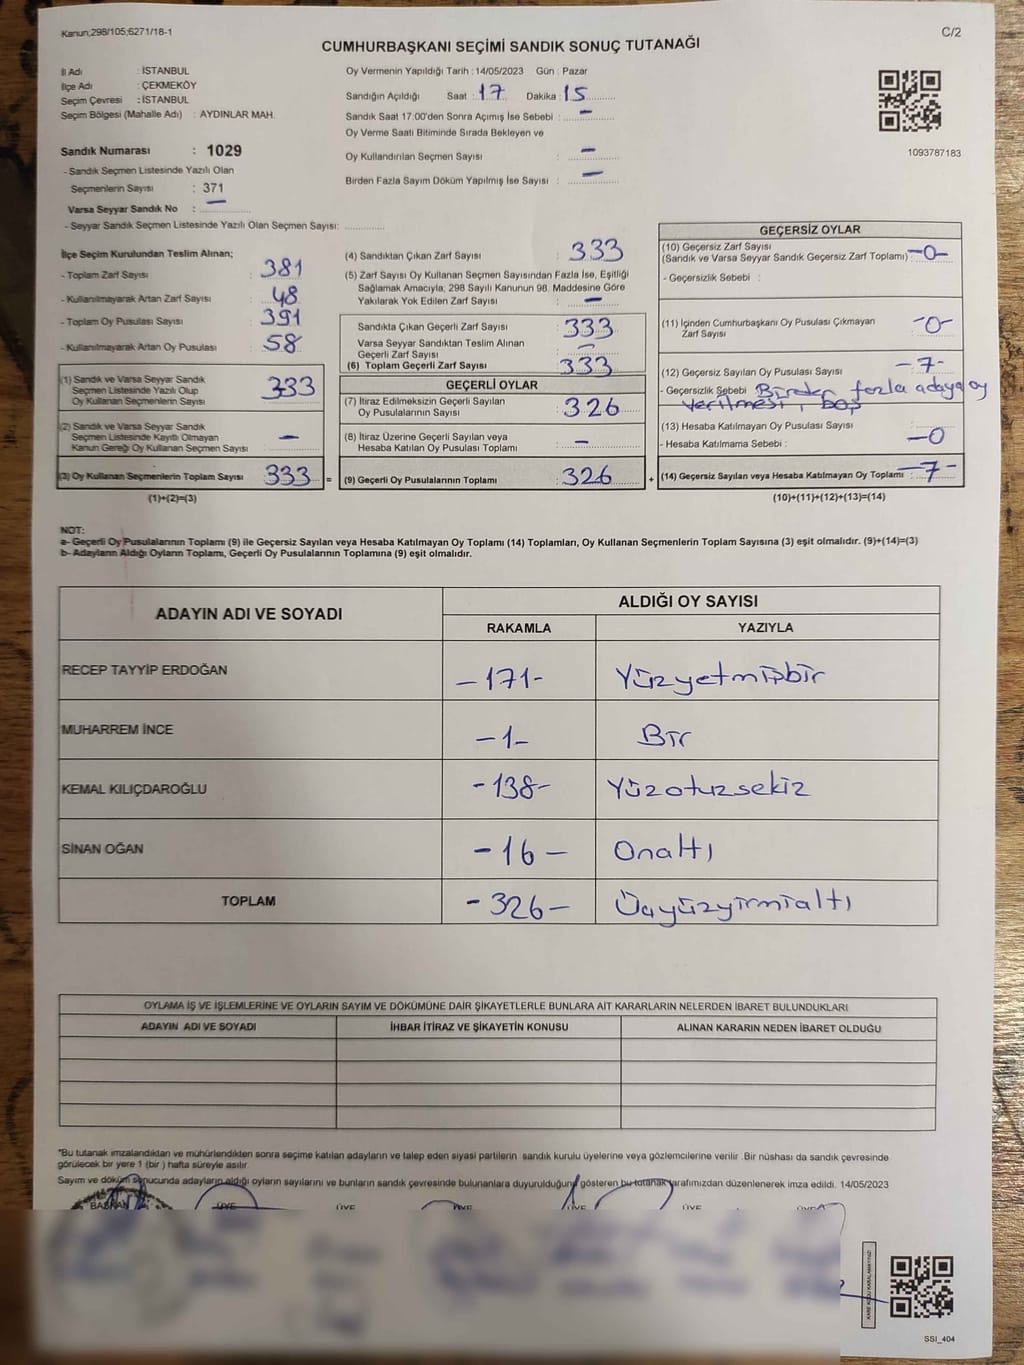 Kanun;298/105;6271/18-1
C/2
CUMHURBAŞKANI SEÇİMİ SANDIK SONUÇ TUTANAĞI
İl Adı : İSTANBUL
İlçe Adı : ÇEKMEKÖY
Seçim Çevresi : İSTANBUL
Seçim Bölgesi (Mahalle Adı) : AYDINLAR MAH.
Sandık Numarası : 1029
- Sandık Seçmen Listesinde Yazılı Olan
Seçmenlerin Sayısı : 371
Varsa Seyyar Sandık No : —
- Seyyar Sandık Seçmen Listesinde Yazılı Olan Seçmen Sayısı:
Oy Vermenin Yapıldığı Tarih : 14/05/2023 Gün : Pazar
Sandığın Açıldığı Saat : 17 Dakika : 15
Sandık Saat 17:00'den Sonra Açımış İse Sebebi : —
Oy Verme Saati Bitiminde Sırada Bekleyen ve
Oy Kullandırılan Seçmen Sayısı : —
Birden Fazla Sayım Döküm Yapılmış İse Sayısı : —
1093787183
İlçe Seçim Kurulundan Teslim Alınan;
- Toplam Zarf Sayısı : 381
- Kullanılmayarak Artan Zarf Sayısı : 48
- Toplam Oy Pusulası Sayısı : 391
- Kullanılmayarak Artan Oy Pusulası : 58
(1) Sandık ve Varsa Seyyar Sandık
Seçmen Listesinde Yazılı Olup
Oy Kullanan Seçmenlerin Sayısı : 333
(2) Sandık ve Varsa Seyyar Sandık
Seçmen Listesinde Kayıtlı Olmayan
Kanun Gereği Oy Kullanan Seçmen Sayısı : —
(3) Oy Kullanan Seçmenlerin Toplam Sayısı : 333 =
(1)+(2)=(3)
(4) Sandıktan Çıkan Zarf Sayısı : 333
(5) Zarf Sayısı Oy Kullanan Seçmen Sayısından Fazla İse, Eşitliği
Sağlamak Amacıyla; 298 Sayılı Kanunun 98. Maddesine Göre
Yakılarak Yok Edilen Zarf Sayısı : —
Sandıkta Çıkan Geçerli Zarf Sayısı : 333
Varsa Seyyar Sandıktan Teslim Alınan
Geçerli Zarf Sayısı : —
(6) Toplam Geçerli Zarf Sayısı : 333
GEÇERLİ OYLAR
(7) İtiraz Edilmeksizin Geçerli Sayılan
Oy Pusulalarının Sayısı : 326
(8) İtiraz Üzerine Geçerli Sayılan veya
Hesaba Katılan Oy Pusulası Toplamı : —
(9) Geçerli Oy Pusulalarının Toplamı : 326 +
GEÇERSİZ OYLAR
(10) Geçersiz Zarf Sayısı
(Sandık ve Varsa Seyyar Sandık Geçersiz Zarf Toplamı) : -0-
- Geçersizlik Sebebi :
(11) İçinden Cumhurbaşkanı Oy Pusulası Çıkmayan
Zarf Sayısı : -0-
(12) Geçersiz Sayılan Oy Pusulası Sayısı : -7-
- Geçersizlik Sebebi : Birden fazla adaya oy
verilmesi, boş
(13) Hesaba Katılmayan Oy Pusulası Sayısı : -0
- Hesaba Katılmama Sebebi :
(14) Geçersiz Sayılan veya Hesaba Katılmayan Oy Toplamı : -7-
(10)+(11)+(12)+(13)=(14)
NOT:
a- Geçerli Oy Pusulalarının Toplamı (9) ile Geçersiz Sayılan veya Hesaba Katılmayan Oy Toplamı (14) Toplamları, Oy Kullanan Seçmenlerin Toplam Sayısına (3) eşit olmalıdır. (9)+(14)=(3)
b- Adayların Aldığı Oyların Toplamı, Geçerli Oy Pusulalarının Toplamına (9) eşit olmalıdır.
ADAYIN ADI VE SOYADI
ALDIĞI OY SAYISI
RAKAMLA YAZIYLA
RECEP TAYYİP ERDOĞAN -171- Yüzyetmişbir
MUHARREM İNCE -1- Bir
KEMAL KILIÇDAROĞLU -138- Yüzotuzsekiz
SİNAN OĞAN -16- Onaltı
TOPLAM -326- Üçyüzyirmialtı
OYLAMA İŞ VE İŞLEMLERİNE VE OYLARIN SAYIM VE DÖKÜMÜNE DAİR ŞİKAYETLERLE BUNLARA AİT KARARLARIN NELERDEN İBARET BULUNDUKLARI
ADAYIN ADI VE SOYADI İHBAR İTİRAZ VE ŞİKAYETİN KONUSU ALINAN KARARIN NEDEN İBARET OLDUĞU
*Bu tutanak imzalandıktan ve mühürlendikten sonra seçime katılan adayların ve talep eden siyasi partilerin sandık kurulu üyelerine veya gözlemcilerine verilir .Bir nüshası da sandık çevresinde
görülecek bir yere 1 (bir ) hafta süreyle asılır.
Sayım ve döküm sonucunda adayların aldığı oyların sayılarını ve bunların sandık çevresinde bulunanlara duyurulduğunu gösteren bu tutanak tarafımızdan düzenlenerek imza edildi. 14/05/2023
BAŞKAN ÜYE ÜYE ÜYE
SSI_404